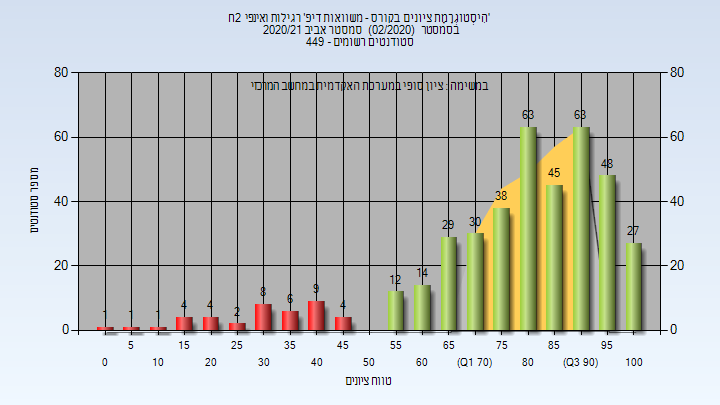 הִיסְטוֹגְרָמַת ציונים בקורס - משוואות דיפ' רגילות ואינפי 2ח'
בסמסטר (02/2020) סמסטר אביב 2020/21
סטודנטים רשומים - 449
במשימה : ציון סופי במערכת האקדמית במחשב המרכזי
80 80
60 60
40 40
20 20
0 0
מספר סטודנטים
1 1 1 4 4 2 8 6 9 4 12 14 29 30 38 63 45 63 48 27
5 15 25 35 45 55 65 75 85 95
0 10 20 30 40 50 60 (Q1 70) 80 (Q3 90) 100
טווח ציונים